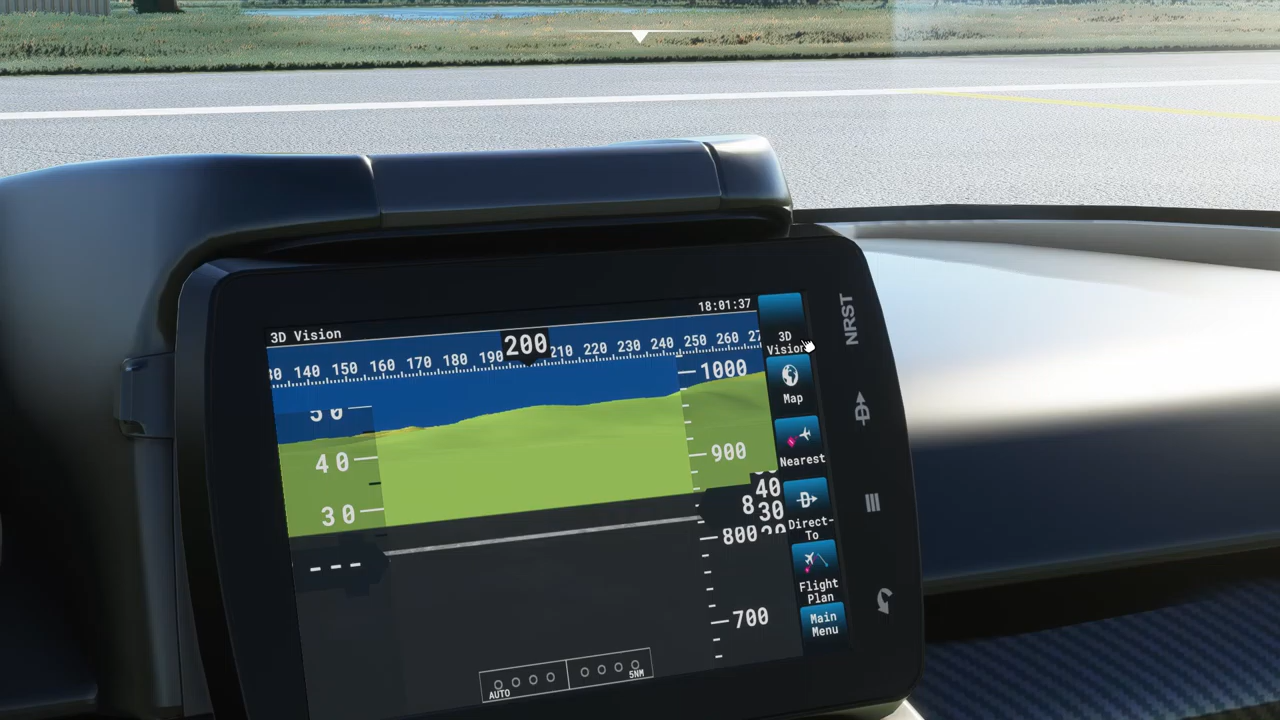 18:01:37
3D Vision
200
140 150 160 170 180 190 210 220 230 240 250 260
3D
Vision
1000
Map
50
40
900
Nearest
30
40
8 30
800
Direct-
To
---
Flight
Plan
700
Main
Menu
AUTO
5NM
NRST
D